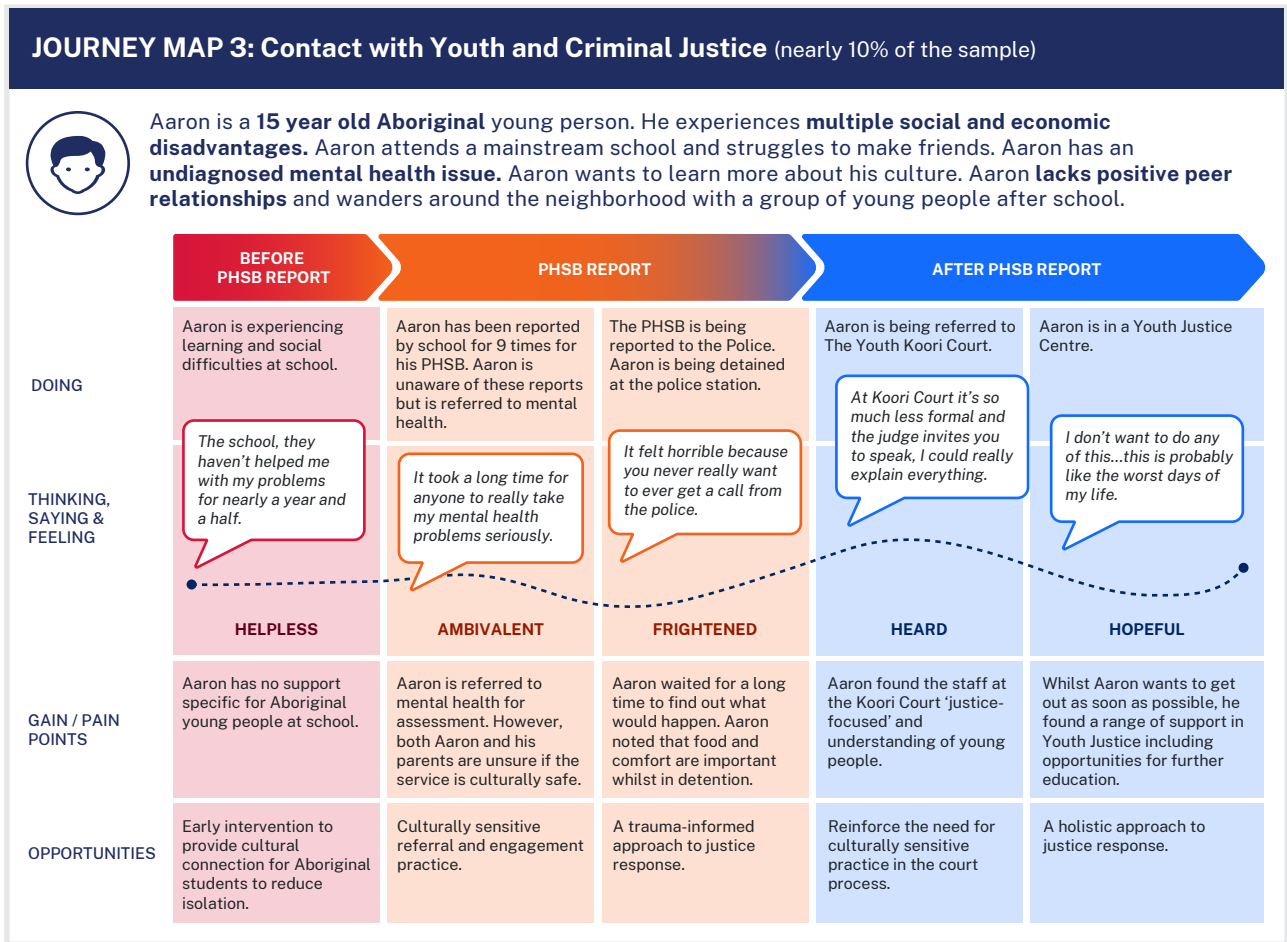 JOURNEY MAP 3: Contact with Youth and Criminal Justice (nearly 10% of the sample)
Aaron is a 15 year old Aboriginal young person. He experiences multiple social and economic
disadvantages. Aaron attends a mainstream school and struggles to make friends. Aaron has an
undiagnosed mental health issue. Aaron wants to learn more about his culture. Aaron lacks positive peer
relationships and wanders around the neighborhood with a group of young people after school.
BEFORE
PHSB REPORT
PHSB REPORT
AFTER PHSB REPORT
DOING
Aaron is experiencing
learning and social
difficulties at school.
Aaron has been reported
by school for 9 times for
his PHSB. Aaron is
unaware of these reports
but is referred to mental
health.
The PHSB is being
reported to the Police.
Aaron is being detained
at the police station.
Aaron is being referred to
The Youth Koori Court.
Aaron is in a Youth Justice
Centre.
THINKING,
SAYING &
FEELING
The school, they
haven't helped me
with my problems
for nearly a year and
a half.
It took a long time for
anyone to really take
my mental health
problems seriously.
It felt horrible because
you never really want
to ever get a call from
the police.
At Koori Court it's so
much less formal and
the judge invites you
to speak, I could really
explain everything.
I don't want to do any
of this...this is probably
like the worst days of
my life.
HELPLESS
AMBIVALENT
FRIGHTENED
HEARD
HOPEFUL
GAIN / PAIN
POINTS
Aaron has no support
specific for Aboriginal
young people at school.
Aaron is referred to
mental health for
assessment. However,
both Aaron and his
parents are unsure if the
service is culturally safe.
Aaron waited for a long
time to find out what
would happen. Aaron
noted that food and
comfort are important
whilst in detention.
Aaron found the staff at
the Koori Court ‘justice-
focused’ and
understanding of young
people.
Whilst Aaron wants to get
out as soon as possible, he
found a range of support in
Youth Justice including
opportunities for further
education.
OPPORTUNITIES
Early intervention to
provide cultural
connection for Aboriginal
students to reduce
isolation.
Culturally sensitive
referral and engagement
practice.
A trauma-informed
approach to justice
response.
Reinforce the need for
culturally sensitive
practice in the court
process.
A holistic approach to
justice response.